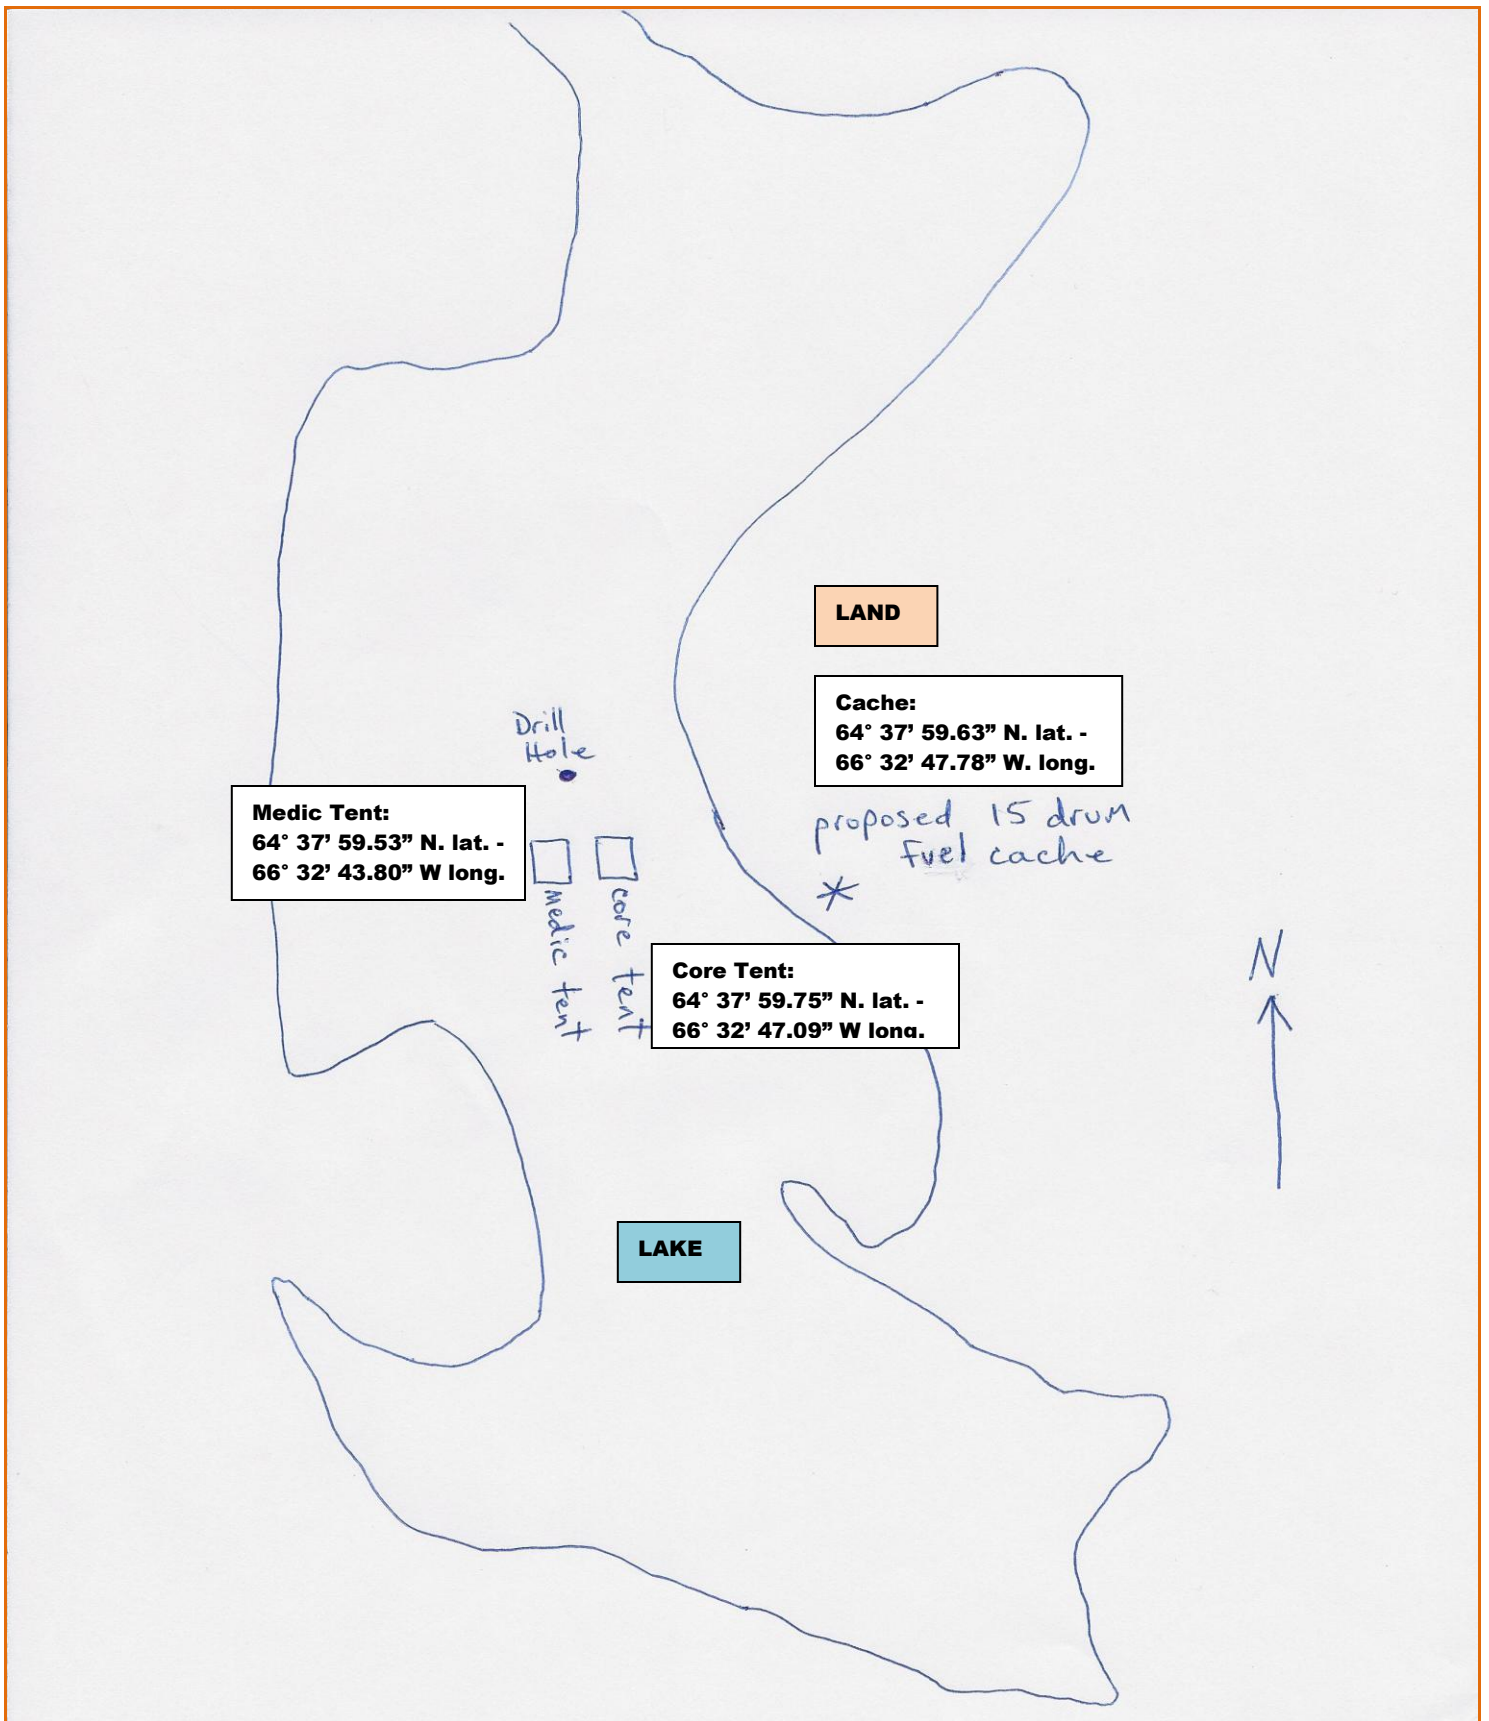 LAND
Cache:
64° 37’ 59.63” N. lat. -
66° 32’ 47.78” W. long.
Drill
Hole
Medic Tent:
64° 37’ 59.53” N. lat. -
66° 32’ 43.80” W long.
proposed 15 drum
fuel cache
medic tent
core tent
Core Tent:
64° 37’ 59.75” N. lat. -
66° 32’ 47.09” W long.
N
LAKE